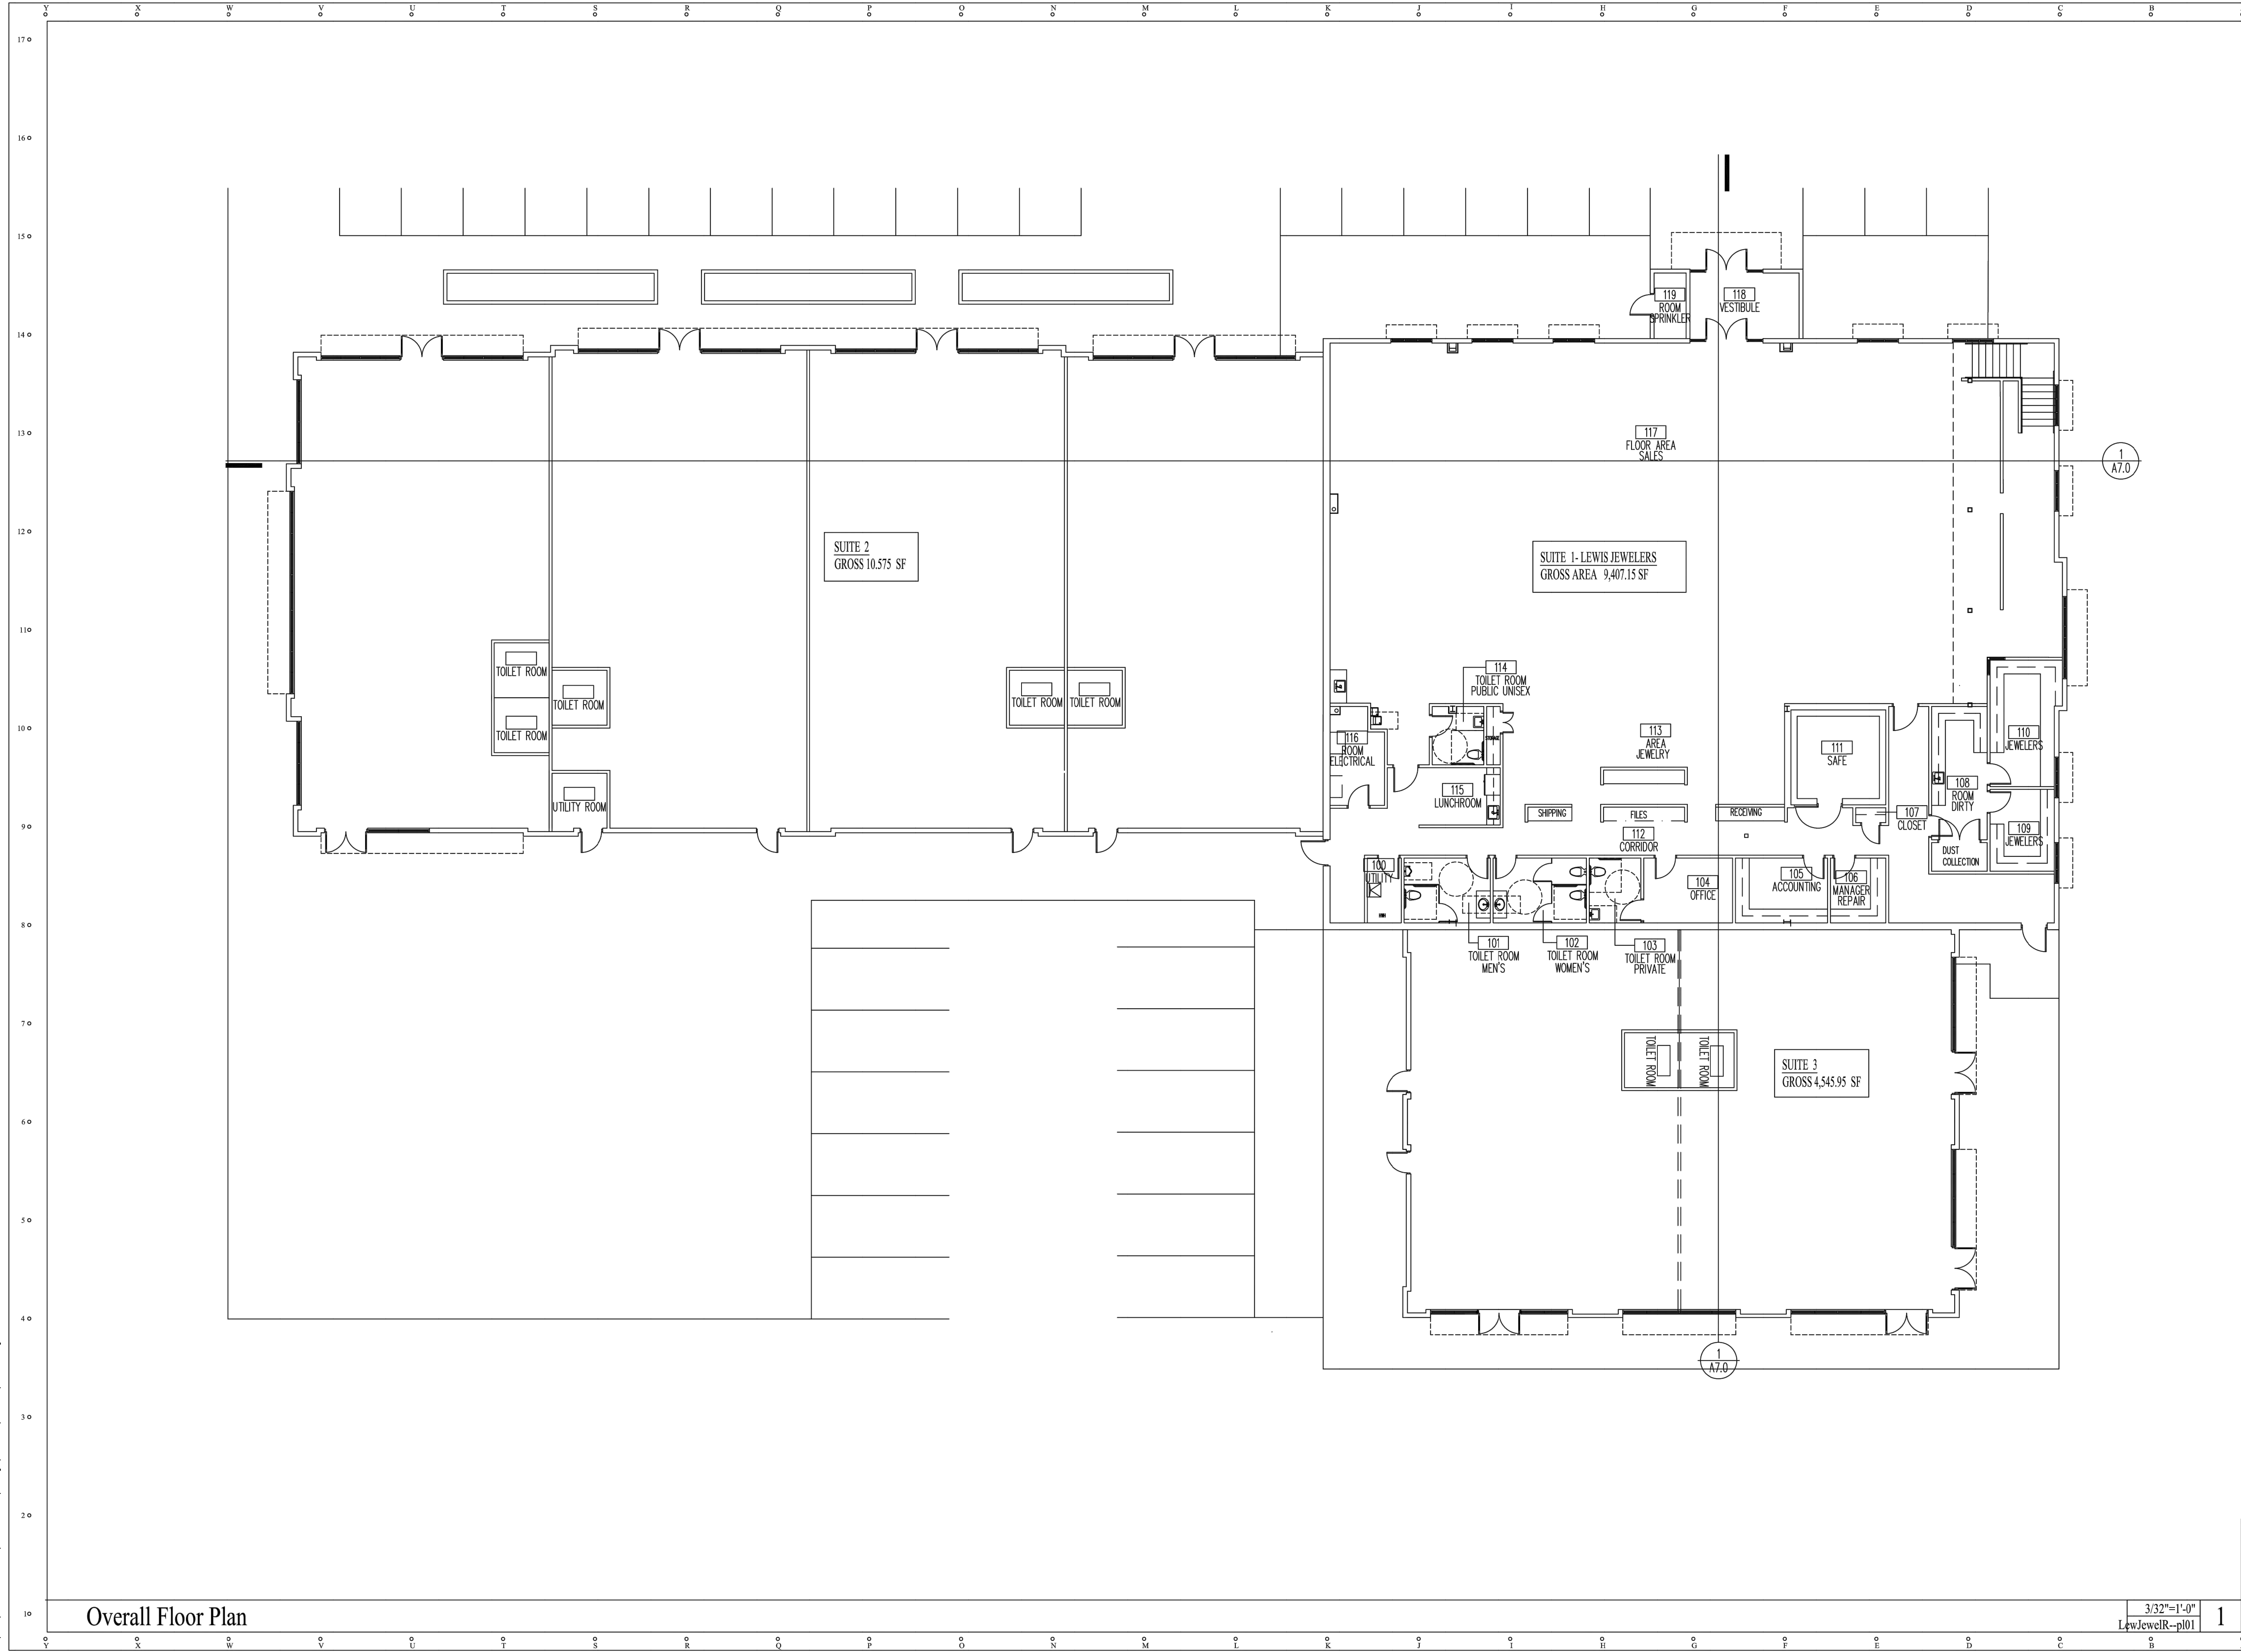 Y X W V U T S R Q P O N M L K J I H G F E D C B
17
16
15
14
13
12
11
10
9
8
7
6
5
4
3
2
1
119
ROOM
SPRINKLER
118
VESTIBULE
117
FLOOR AREA
SALES
1
A7.0
SUITE 2
GROSS 10.575 SF
SUITE 1- LEWIS JEWELERS
GROSS AREA 9,407.15 SF
TOILET ROOM
TOILET ROOM
TOILET ROOM
TOILET ROOM
TOILET ROOM
UTILITY ROOM
114
TOILET ROOM
PUBLIC UNISEX
116
ROOM
ELECTRICAL
STORAGE
113
AREA
JEWELRY
111
SAFE
110
JEWELERS
115
LUNCHROOM
108
ROOM
DIRTY
SHIPPING
FILES
RECEIVING
107
CLOSET
112
CORRIDOR
109
JEWELERS
DUST
COLLECTION
100
UTILITY
104
OFFICE
105
ACCOUNTING
106
MANAGER
REPAIR
101
TOILET ROOM
MEN'S
102
TOILET ROOM
WOMEN'S
103
TOILET ROOM
PRIVATE
TOILET ROOM
TOILET ROOM
SUITE 3
GROSS 4,545.95 SF
1
A7.0
Overall Floor Plan
3/32"=1'-0"
LewJewelR--pl01
1
Y X W V U T S R Q P O N M L K J I H G F E D C B